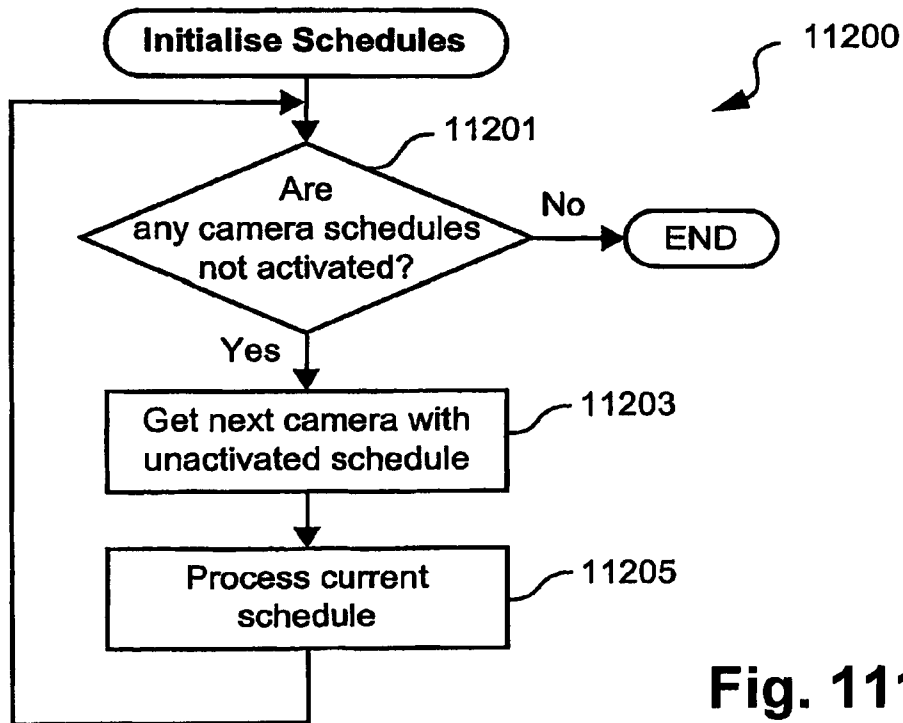 Initialise Schedules
11200
11201
Are
any camera schedules
not activated?
No
END
Yes
Get next camera with
unactivated schedule
11203
Process current
schedule
11205